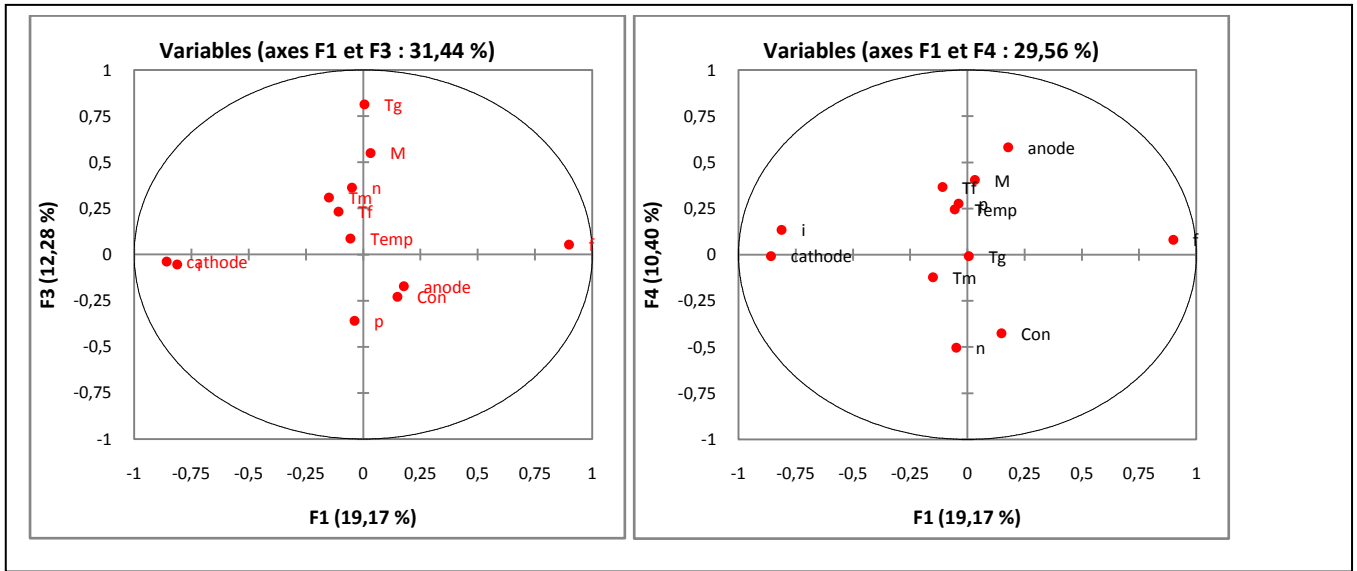 Variables (axes F1 et F3 : 31,44 %)
1
0,75
0,5
0,25
0
-0,25
-0,5
-0,75
-1
F3 (12,28 %)
Tg
M
n
Tm
Tf
Temp
f
cathode
i
anode
Con
p
-1 -0,75 -0,5 -0,25 0 0,25 0,5 0,75 1
F1 (19,17 %)
Variables (axes F1 et F4 : 29,56 %)
1
0,75
0,5
0,25
0
-0,25
-0,5
-0,75
-1
F4 (10,40 %)
anode
M
Tf
p
Temp
i
f
cathode
Tg
Tm
Con
n
-1 -0,75 -0,5 -0,25 0 0,25 0,5 0,75 1
F1 (19,17 %)